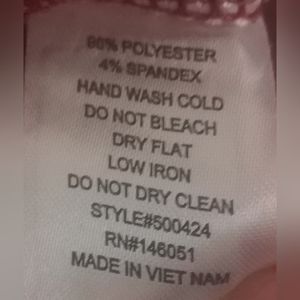 96% POLYESTER
4% SPANDEX
HAND WASH COLD
DO NOT BLEACH
DRY FLAT
LOW IRON
DO NOT DRY CLEAN
STYLE#500424
RN#146051
MADE IN VIET NAM